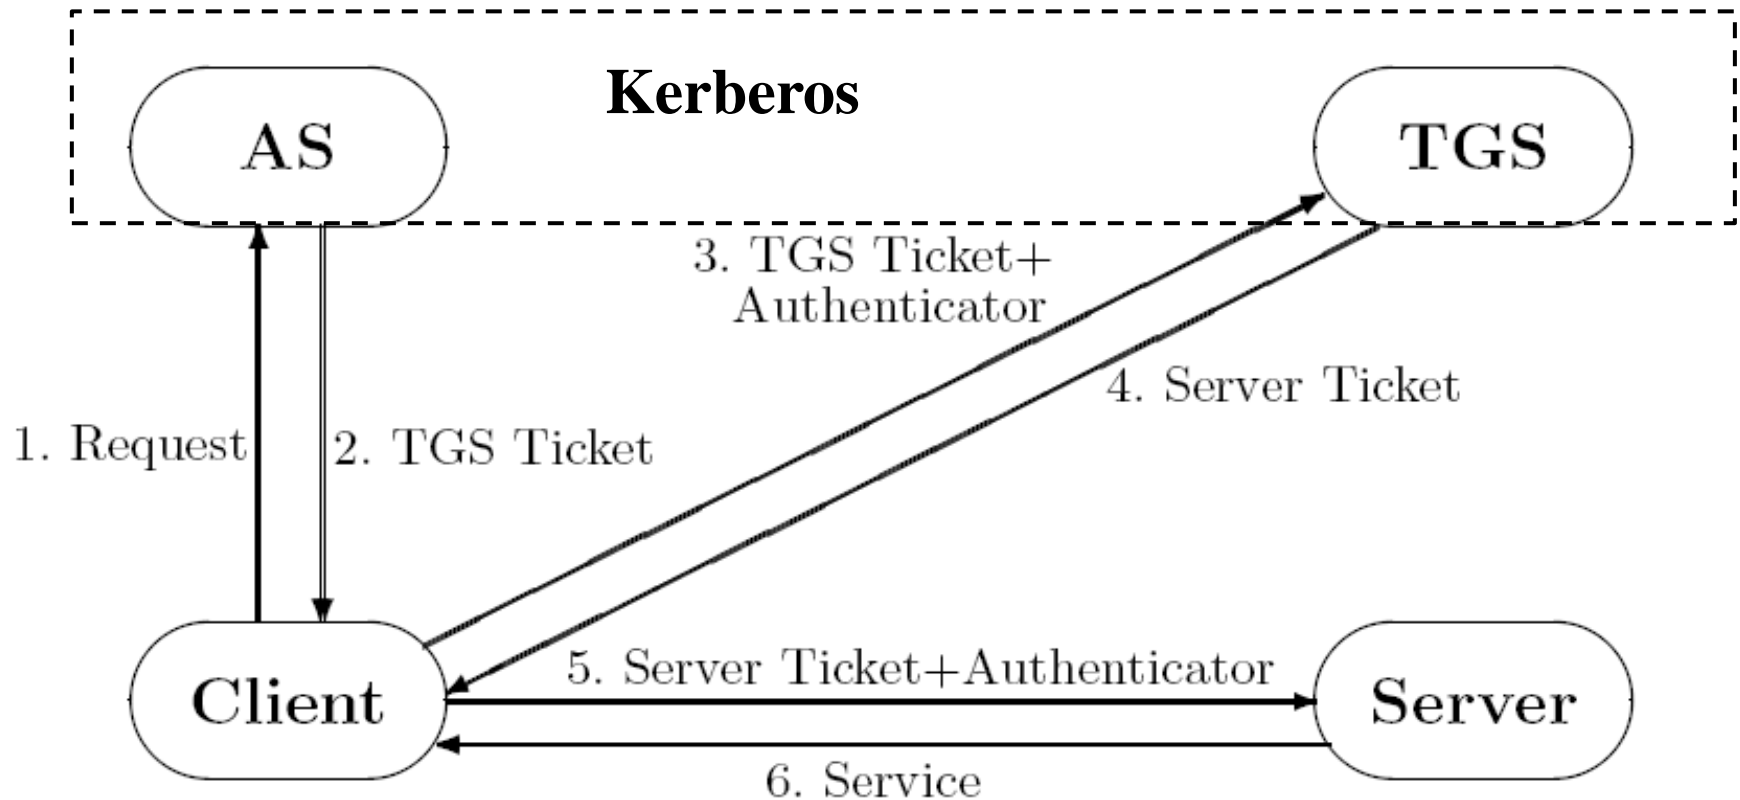 Kerberos
AS
TGS
3. TGS Ticket+
Authenticator
4. Server Ticket
1. Request
2. TGS Ticket
5. Server Ticket+Authenticator
Client
Server
6. Service